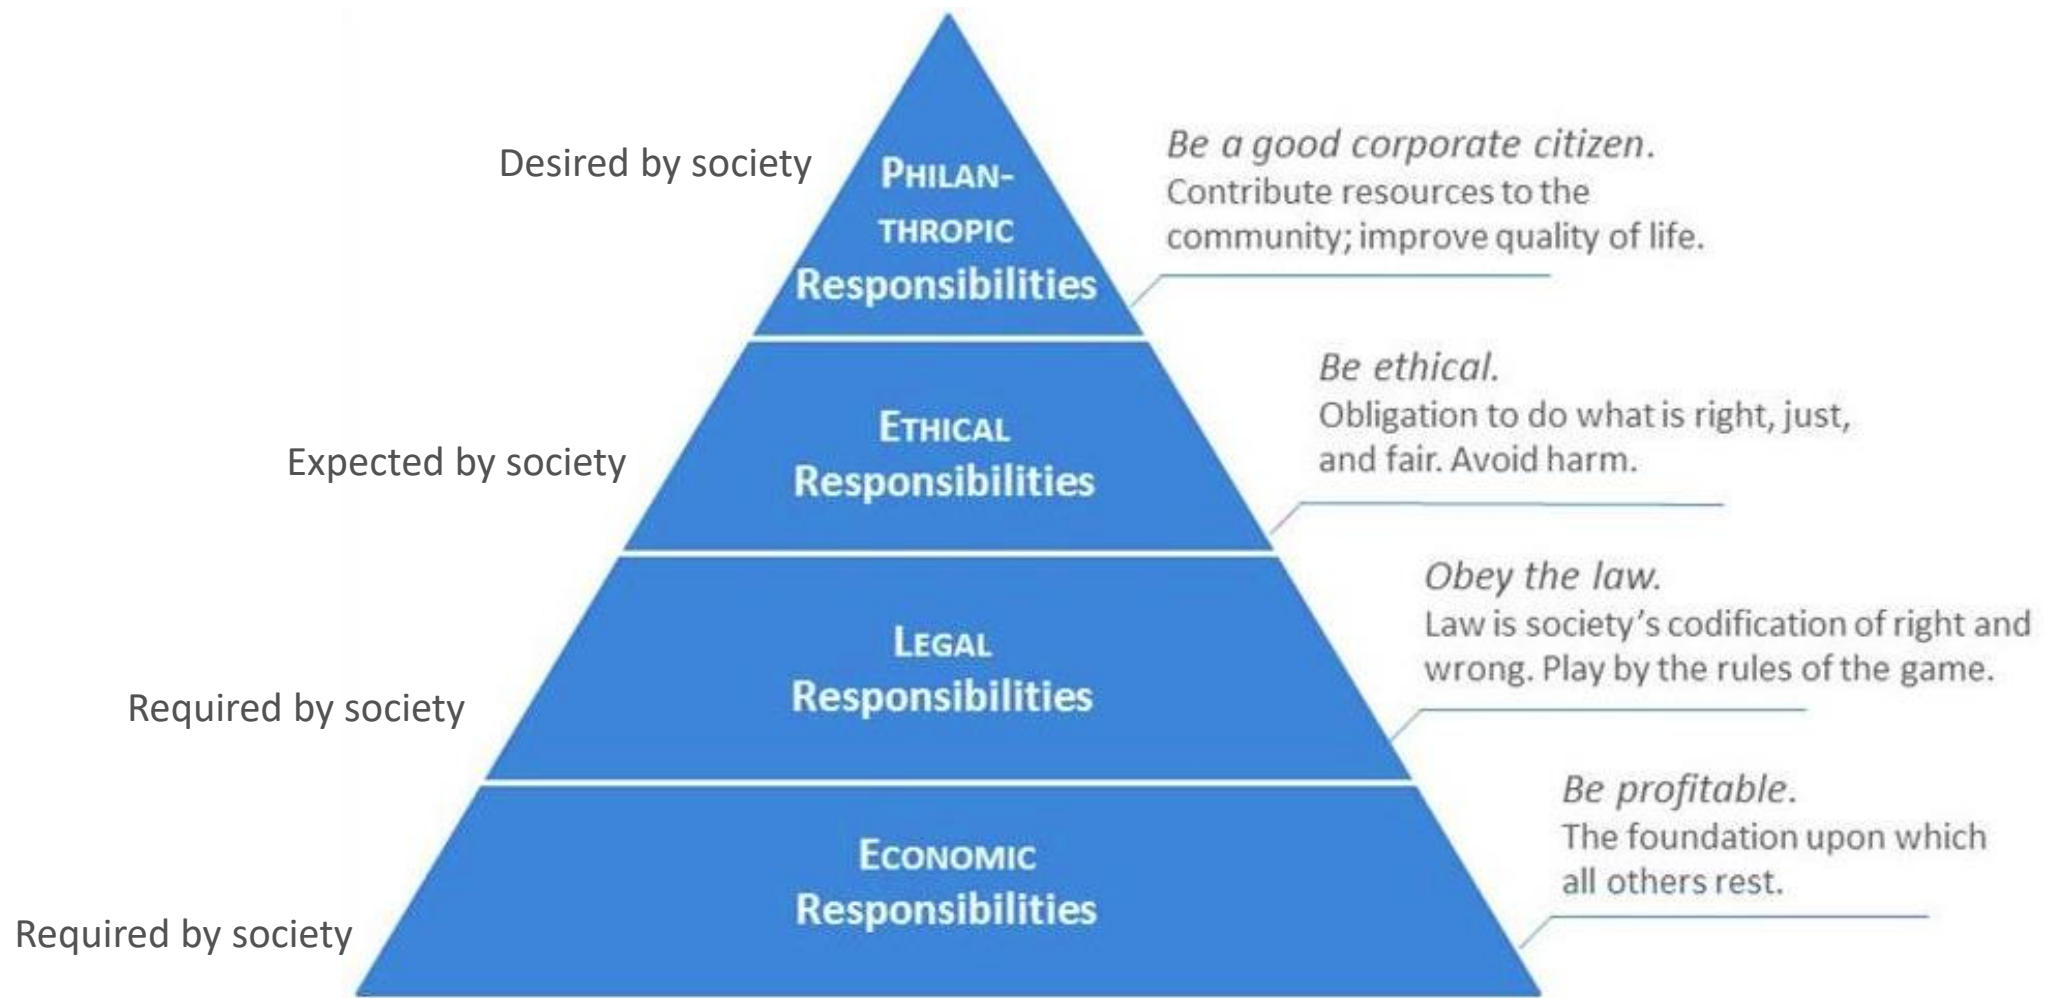 Desired by society
PHILAN-
THROPIC
Responsibilities
Be a good corporate citizen.
Contribute resources to the
community; improve quality of life.
Expected by society
ETHICAL
Responsibilities
Be ethical.
Obligation to do what is right, just,
and fair. Avoid harm.
Required by society
LEGAL
Responsibilities
Obey the law.
Law is society's codification of right and
wrong. Play by the rules of the game.
Required by society
ECONOMIC
Responsibilities
Be profitable.
The foundation upon which
all others rest.